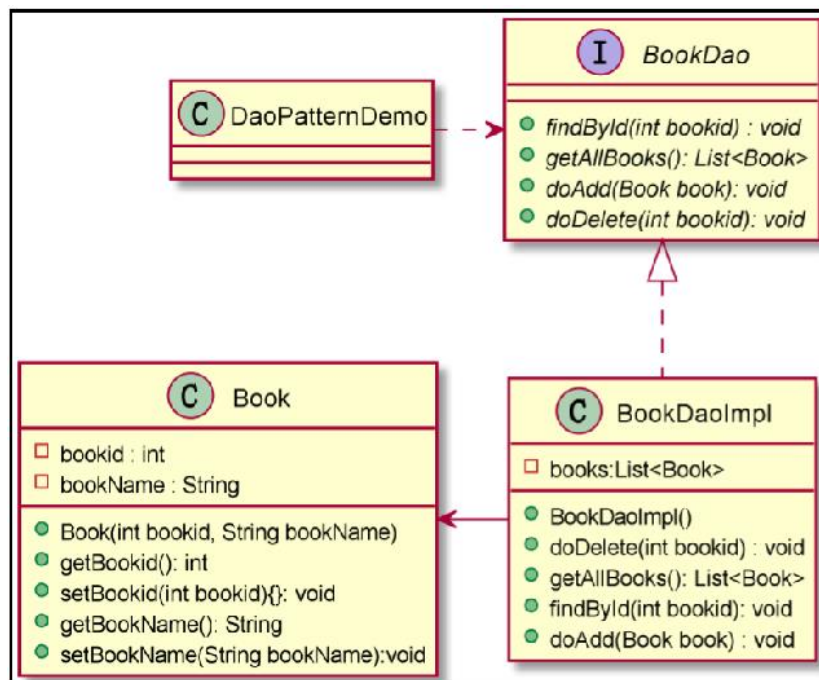 I BookDao
findById(int bookid) : void
getAllBooks(): List<Book>
doAdd(Book book): void
doDelete(int bookid): void
C DaoPatternDemo
C Book
bookid : int
bookName : String
Book(int bookid, String bookName)
getBookid(): int
setBookid(int bookid){}: void
getBookName(): String
setBookName(String bookName):void
C BookDaoImpl
books:List<Book>
BookDaoImpl()
doDelete(int bookid) : void
getAllBooks(): List<Book>
findById(int bookid): void
doAdd(Book book) : void